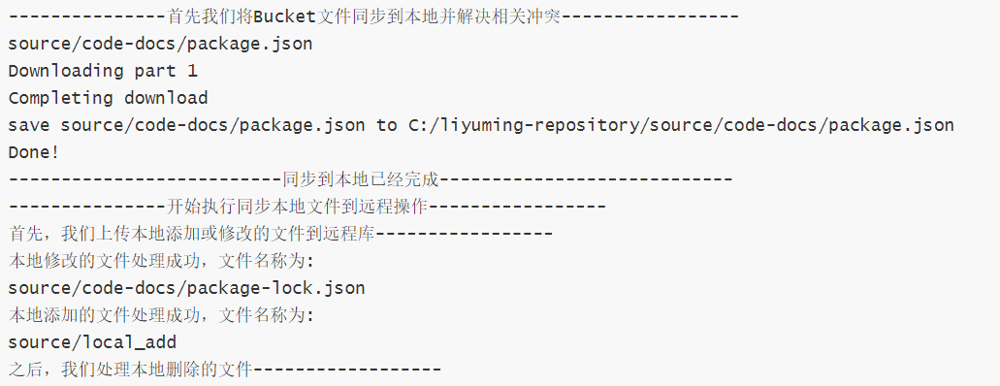 ---------------首先我们将Bucket文件同步到本地并解决相关冲突-----------------
source/code-docs/package.json
Downloading part 1
Completing download
save source/code-docs/package.json to C:/liyuming-repository/source/code-docs/package.json
Done!
--------------------------同步到本地已经完成----------------------------
---------------开始执行同步本地文件到远程操作-----------------
首先，我们上传本地添加或修改的文件到远程库-----------------
本地修改的文件处理成功，文件名称为:
source/code-docs/package-lock.json
本地添加的文件处理成功，文件名称为:
source/local_add
之后，我们处理本地删除的文件------------------